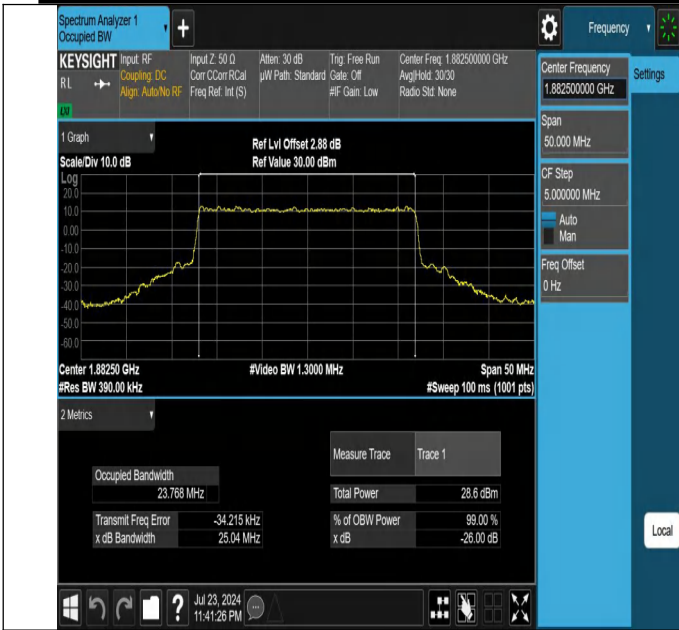 Spectrum Analyzer 1
Occupied BW
+
Frequency
KEYSIGHT
RL
Input: RF
Coupling: DC
Align: Auto/No RF
Input Z: 50 Ω
Corr CCorr RCal
Freq Ref: Int (S)
Atten: 30 dB
µW Path: Standard
Trig: Free Run
Gate: Off
#IF Gain: Low
Center Freq: 1.882500000 GHz
Avg|Hold: 30/30
Radio Std: None
1 Graph
Scale/Div 10.0 dB
Ref Lvl Offset 2.88 dB
Ref Value 30.00 dBm
Log
20.0
10.0
0.00
-10.0
-20.0
-30.0
-40.0
-50.0
-60.0
Center 1.88250 GHz
#Res BW 390.00 kHz
#Video BW 1.3000 MHz
Span 50 MHz
#Sweep 100 ms (1001 pts)
2 Metrics
Measure Trace Trace 1
Occupied Bandwidth
23.768 MHz
Total Power 28.6 dBm
Transmit Freq Error -34.215 kHz
% of OBW Power 99.00 %
x dB Bandwidth 25.04 MHz
x dB -26.00 dB
Center Frequency
1.882500000 GHz
Settings
Span
50.000 MHz
CF Step
5.000000 MHz
Auto
Man
Freq Offset
0 Hz
Local
?
Jul 23, 2024
11:41:26 PM